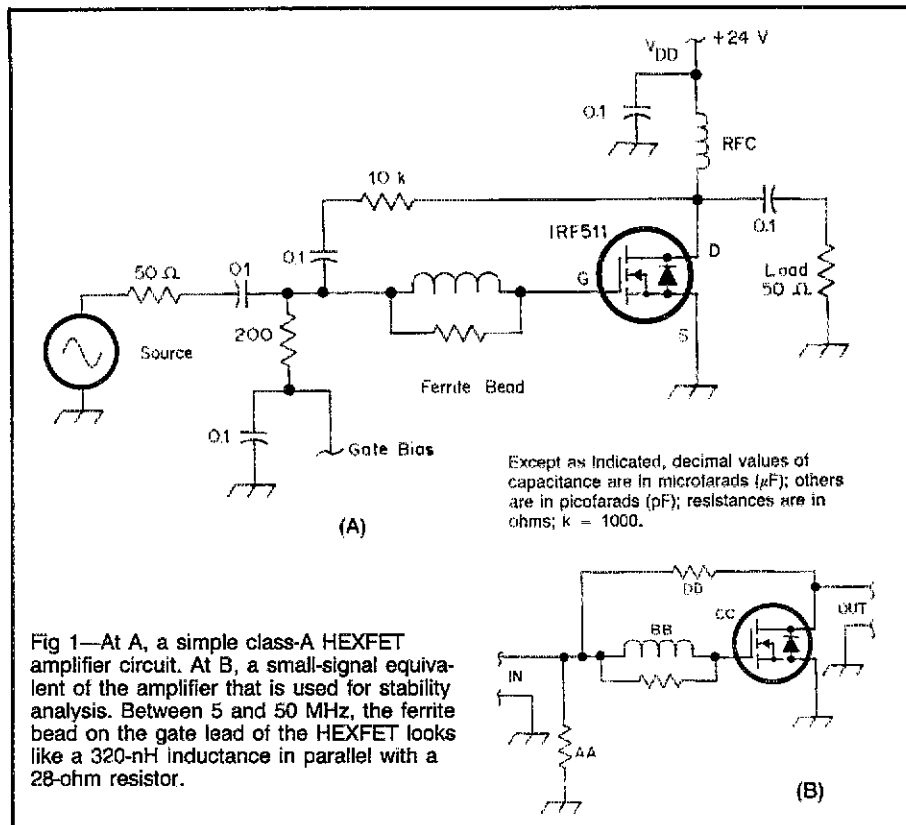 V_DD +24 V
0.1
RFC
10 k
0.1
IRF511
D
0.1
G
Load
50 Ω
50 Ω
01
0.1
S
200
Source
Ferrite Bead
0.1
Gate Bias
(A)
Except as Indicated, decimal values of
capacitance are in microfarads (µF); others
are in picofarads (pF); resistances are in
ohms; k = 1000.
DD
CC
BB
OUT
IN
AA
(B)
Fig 1—At A, a simple class-A HEXFET
amplifier circuit. At B, a small-signal equiva-
lent of the amplifier that is used for stability
analysis. Between 5 and 50 MHz, the ferrite
bead on the gate lead of the HEXFET looks
like a 320-nH inductance in parallel with a
28-ohm resistor.